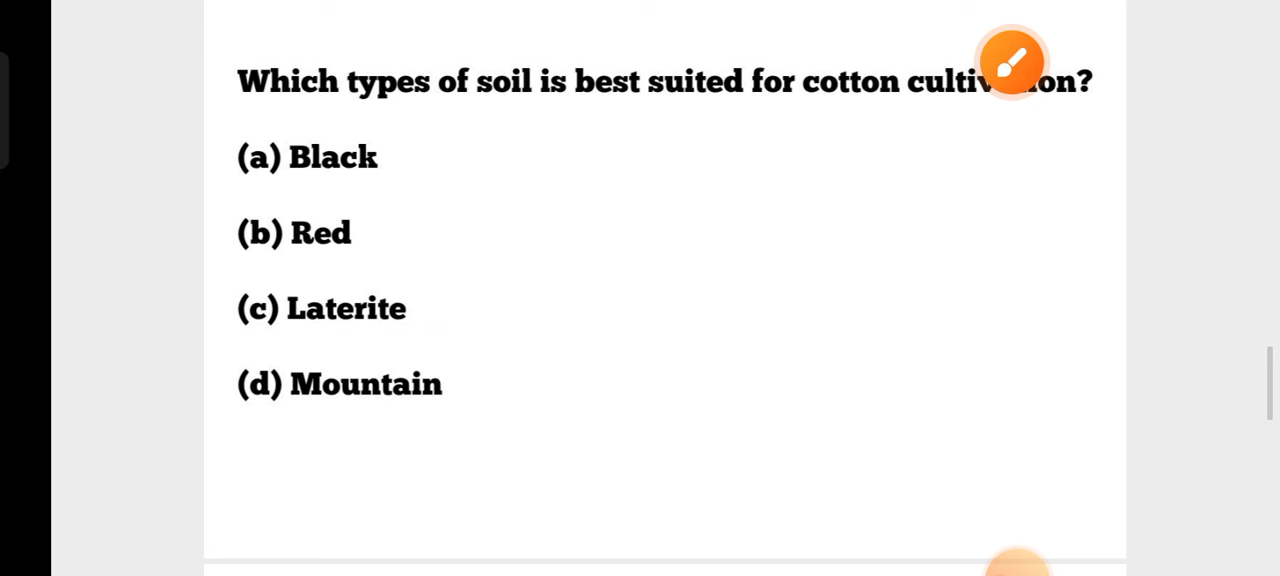 Which types of soil is best suited for cotton
(a) Black
(b) Red
(c) Laterite
(d) Mountain